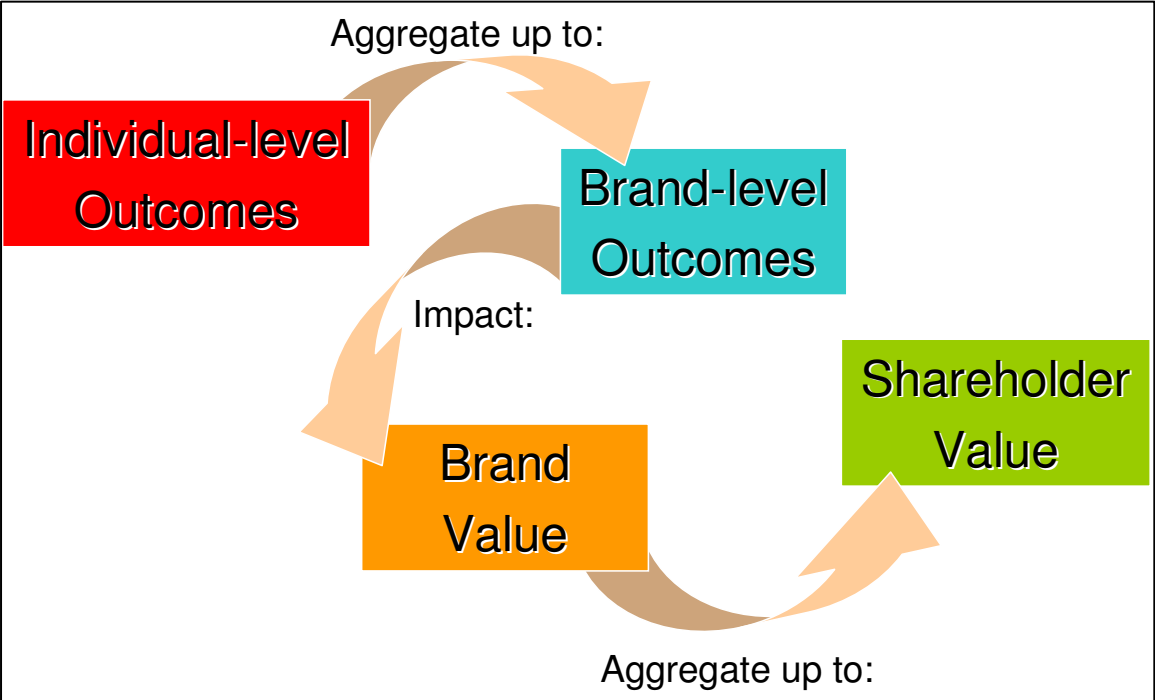 Aggregate up to:
Individual-level
Outcomes
Brand-level
Outcomes
Impact:
Brand
Value
Shareholder
Value
Aggregate up to: